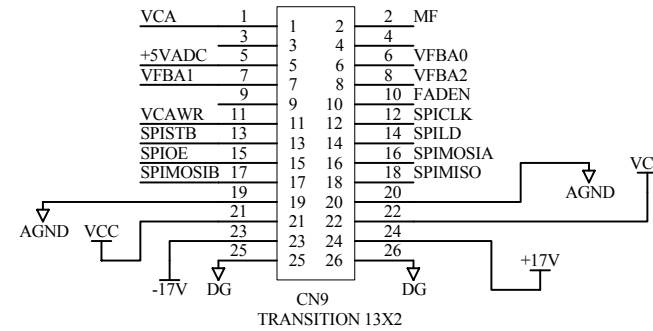 VCA 1 1 2 2 MF
3 3 4 4
+5VADC 5 5 6 6 VFBA0
VFBA1 7 7 8 8 VFBA2
9 9 10 10 FADEN
VCAWR 11 11 12 12 SPICLK
SPISTB 13 13 14 14 SPILD
SPIOE 15 15 16 16 SPIMOSIA
SPIMOSIB 17 17 18 18 SPIMISO
19 19 20 20
21 21 22 22
23 23 24 24
25 25 26 26
AGND VCC AGND VC
-17V DG DG +17V
CN9
TRANSITION 13X2